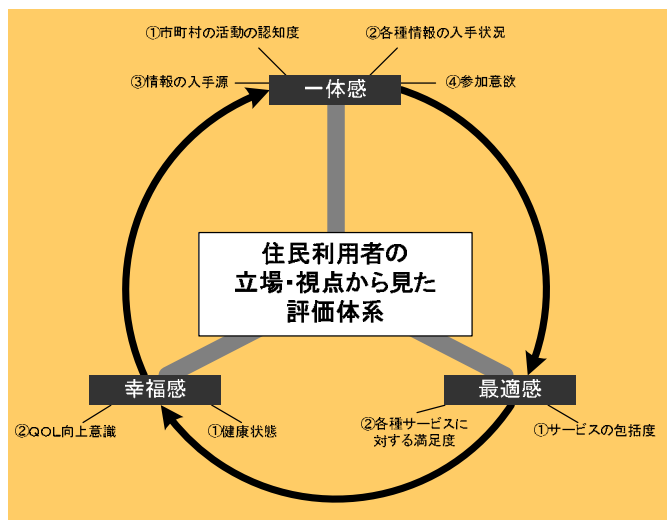 ①市町村の活動の認知度
②各種情報の入手状況
③情報の入手源
④参加意欲
一体感
住民利用者の
立場・視点から見た
評価体系
幸福感
最適感
②QOL向上意識
①健康状態
②各種サービスに
対する満足度
①サービスの包括度